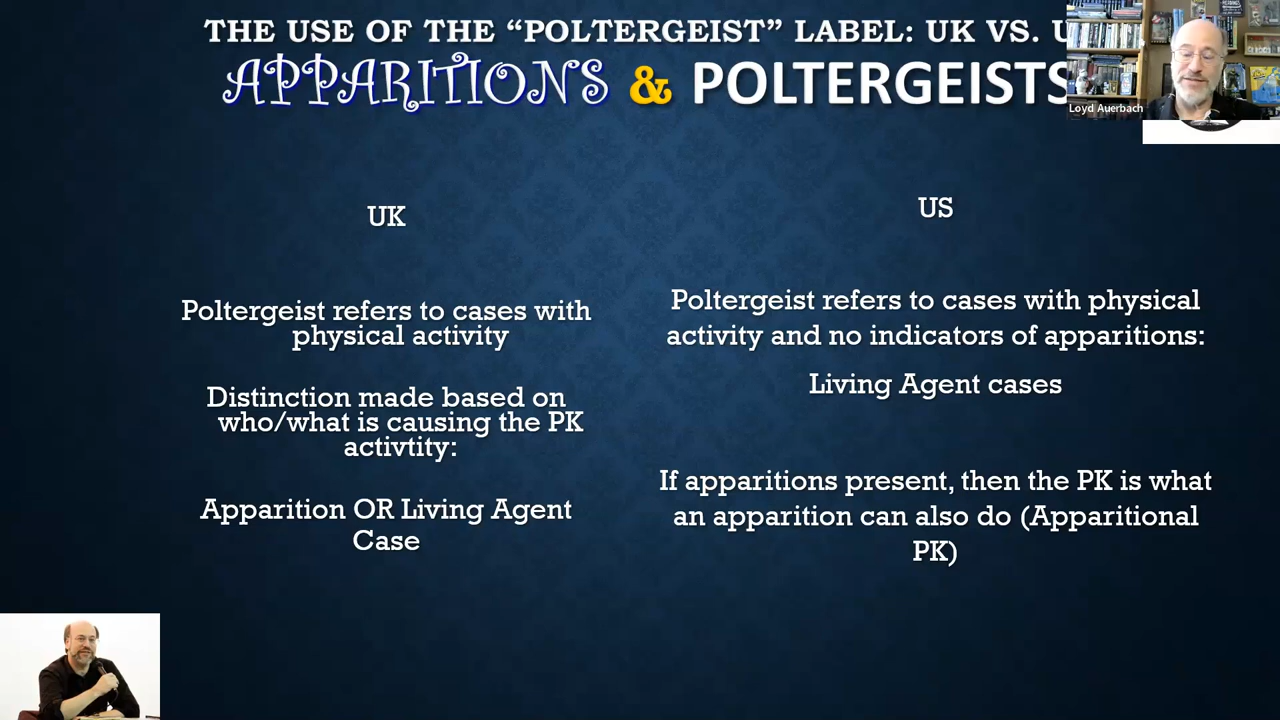 THE USE OF THE “POLTERGEIST” LABEL: UK VS. U
APPARITIONS & POLTERGEISTS
Loyd Auerbach
UK
Poltergeist refers to cases with
physical activity
Distinction made based on
who/what is causing the PK
activtity:
Apparition OR Living Agent
Case
US
Poltergeist refers to cases with physical
activity and no indicators of apparitions:
Living Agent cases
If apparitions present, then the PK is what
an apparition can also do (Apparitional
PK)